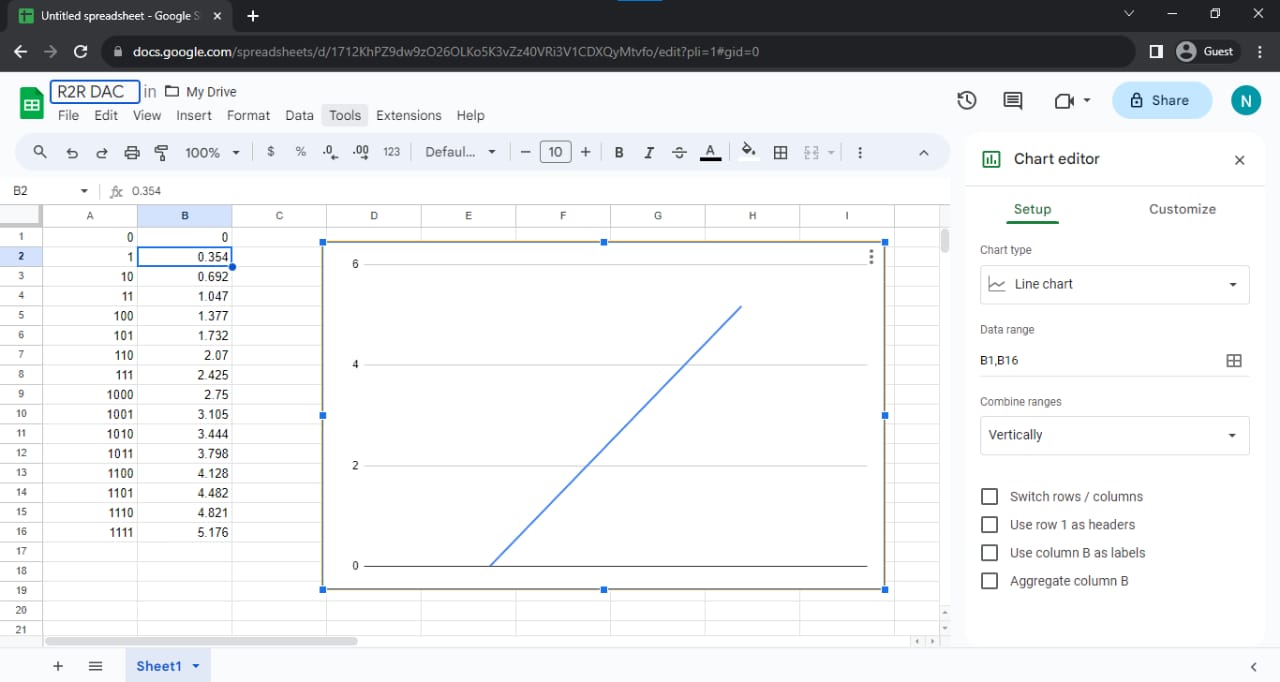 Untitled spreadsheet - Google S
docs.google.com/spreadsheets/d/1712KhPZ9dw9zO26OLKo5K3vZz40VRi3V1CDXQyMtvfo/edit?pli=1#gid=0
Guest
R2R DAC in My Drive
File Edit View Insert Format Data Tools Extensions Help
Share
N
100% $ % .0 .00 123 Defaul... 10 B I S A
B2 fx 0.354
A B C D E F G H I
1 0 0
2 1 0.354
3 10 0.692
4 11 1.047
5 100 1.377
6 101 1.732
7 110 2.07
8 111 2.425
9 1000 2.75
10 1001 3.105
11 1010 3.444
12 1011 3.798
13 1100 4.128
14 1101 4.482
15 1110 4.821
16 1111 5.176
17
18
19
20
21
6
4
2
0
Chart editor
Setup Customize
Chart type
Line chart
Data range
B1,B16
Combine ranges
Vertically
Switch rows / columns
Use row 1 as headers
Use column B as labels
Aggregate column B
Sheet1